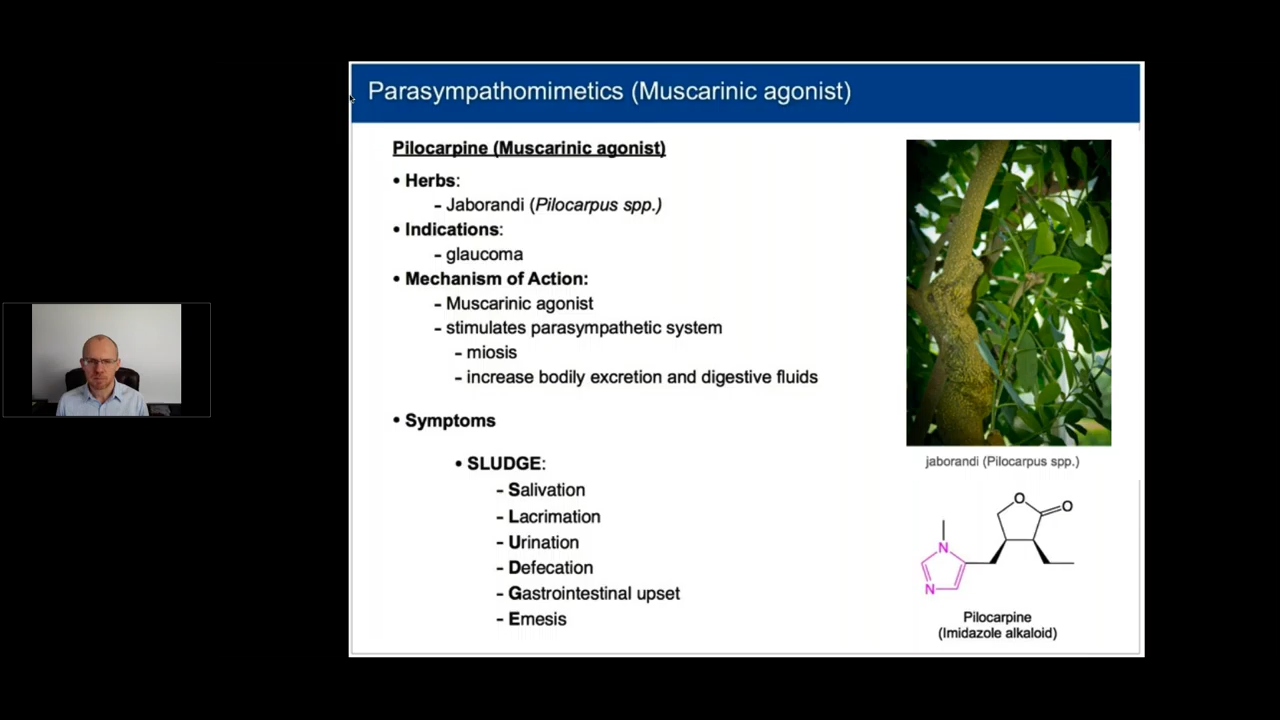 Parasympathomimetics (Muscarinic agonist)
Pilocarpine (Muscarinic agonist)
• Herbs:
- Jaborandi (Pilocarpus spp.)
• Indications:
- glaucoma
• Mechanism of Action:
- Muscarinic agonist
- stimulates parasympathetic system
- miosis
- increase bodily excretion and digestive fluids
• Symptoms
• SLUDGE:
- Salivation
- Lacrimation
- Urination
- Defecation
- Gastrointestinal upset
- Emesis
jaborandi (Pilocarpus spp.)
O
O
N
N
Pilocarpine
(Imidazole alkaloid)